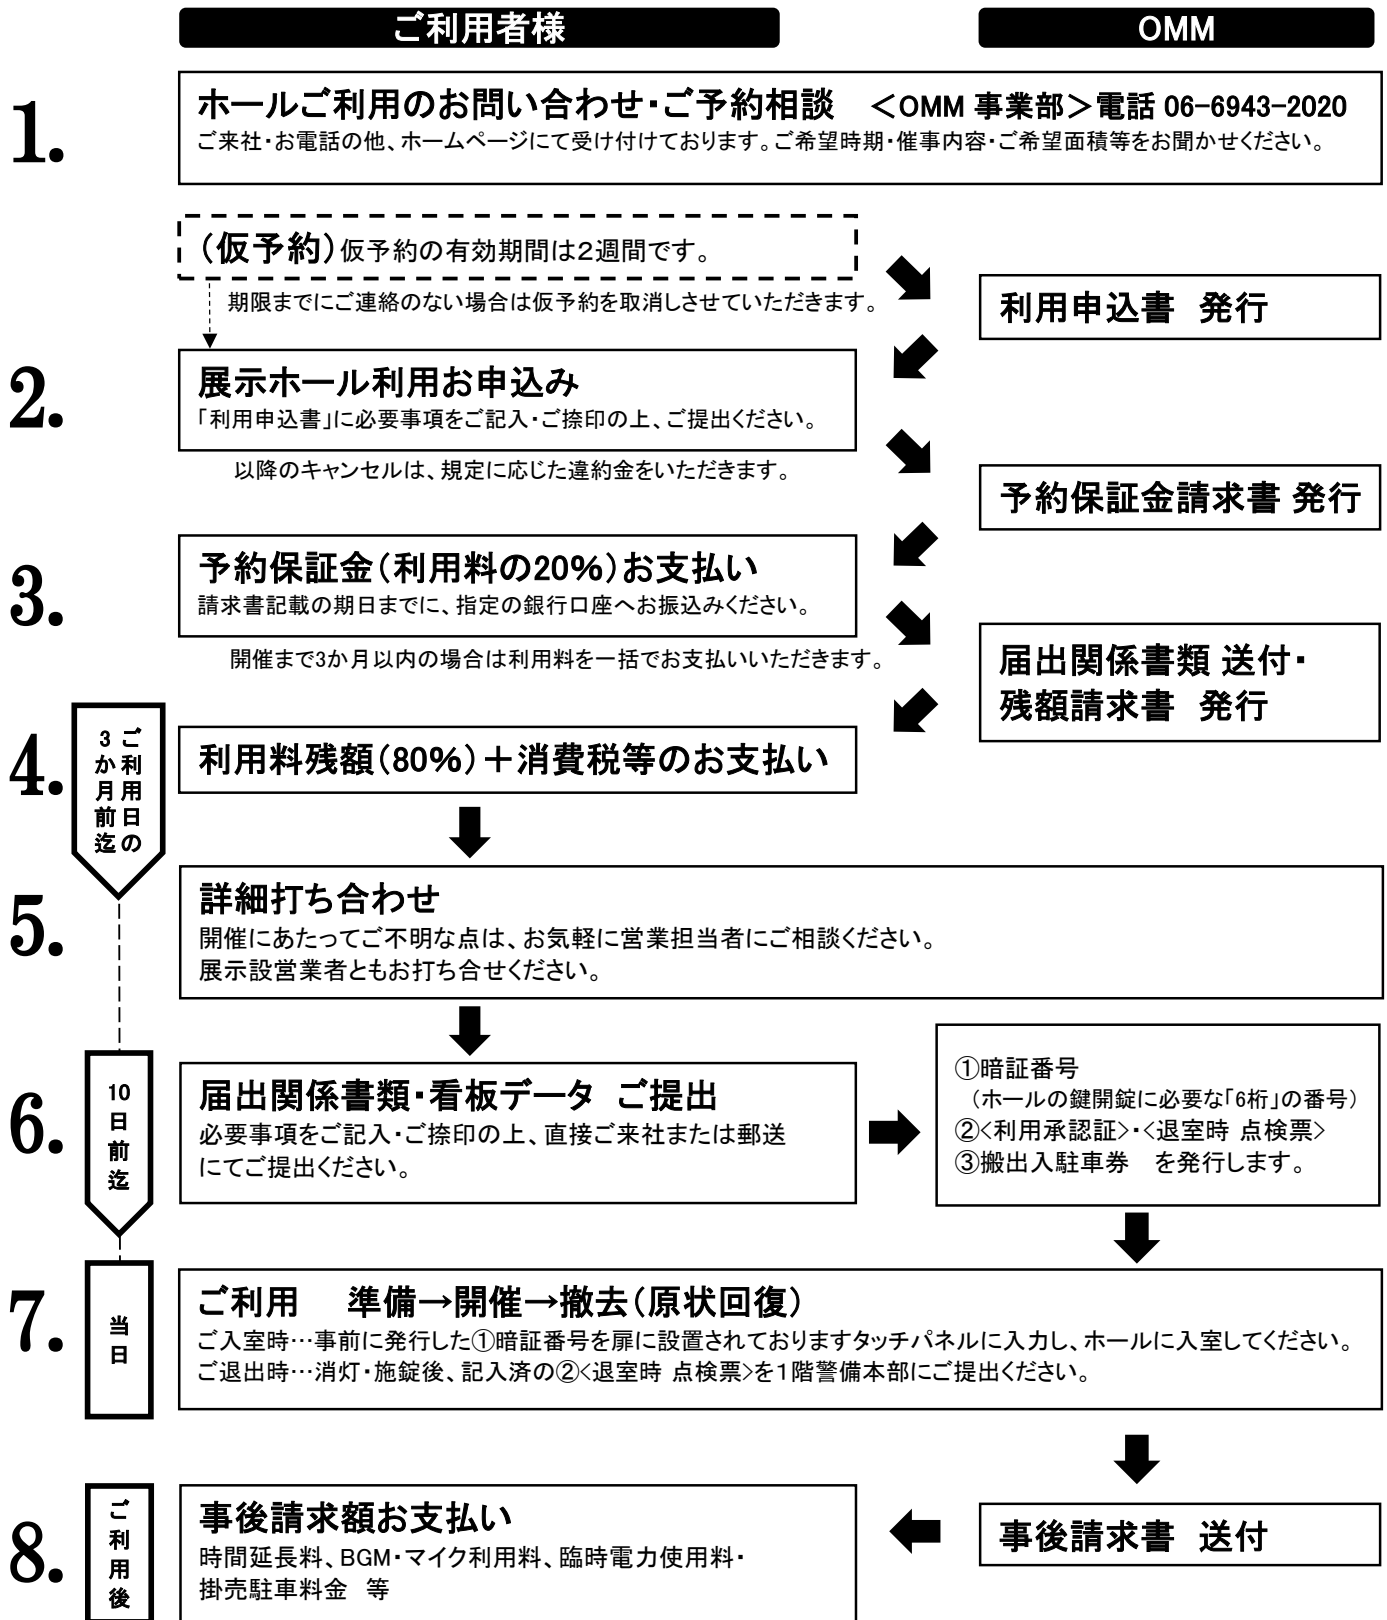 ご利用者様
OMM
1.
ホールご利用のお問い合わせ・ご予約相談　＜OMM 事業部＞電話 06-6943-2020
ご来社・お電話の他、ホームページにて受け付けております。ご希望時期・催事内容・ご希望面積等をお聞かせください。
（仮予約）仮予約の有効期間は２週間です。
期限までにご連絡のない場合は仮予約を取消しさせていただきます。
利用申込書　発行
2.
展示ホール利用お申込み
「利用申込書」に必要事項をご記入・ご捺印の上、ご提出ください。
以降のキャンセルは、規定に応じた違約金をいただきます。
予約保証金請求書 発行
3.
予約保証金（利用料の20％）お支払い
請求書記載の期日までに、指定の銀行口座へお振込みください。
開催まで3か月以内の場合は利用料を一括でお支払いいただきます。
届出関係書類 送付・
残額請求書　発行
4.
ご利用日の
3か月前迄
利用料残額（80％）＋消費税等のお支払い
5.
詳細打ち合わせ
開催にあたってご不明な点は、お気軽に営業担当者にご相談ください。
展示設営業者ともお打ち合せください。
6.
10日前迄
届出関係書類・看板データ　ご提出
必要事項をご記入・ご捺印の上、直接ご来社または郵送
にてご提出ください。
①暗証番号
（ホールの鍵開錠に必要な「6桁」の番号）
②<利用承認証>・<退室時 点検票>
③搬出入駐車券　を発行します。
7.
当日
ご利用　準備→開催→撤去（原状回復）
ご入室時…事前に発行した①暗証番号を扉に設置されておりますタッチパネルに入力し、ホールに入室してください。
ご退出時…消灯・施錠後、記入済の②<退室時 点検票>を１階警備本部にご提出ください。
8.
ご利用後
事後請求額お支払い
時間延長料、BGM・マイク利用料、臨時電力使用料・
掛売駐車料金　等
事後請求書　送付